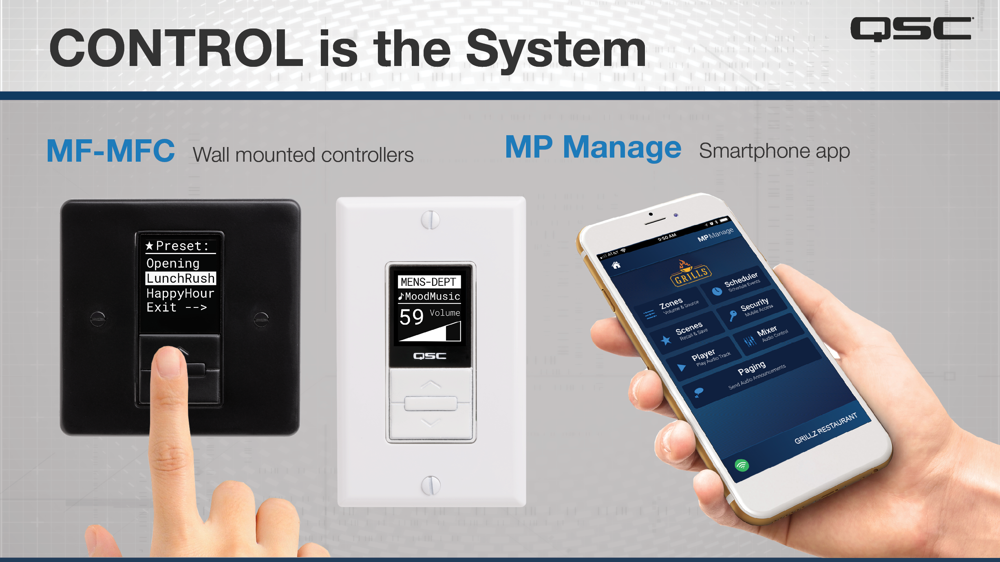 CONTROL is the System
QSC
MF-MFC Wall mounted controllers
MP Manage Smartphone app
★Preset:
Opening
LunchRush
HappyHour
Exit -->
MENS-DEPT
♪MoodMusic
59 Volume
QSC
AT&T 9:50 AM
MPManage
GRILLS
Zones
Volume & Source
Scheduler
Schedule Events
Scenes
Recall & Save
Security
Mobile Access
Player
Play Audio Track
Mixer
Audio Control
Paging
Send Audio Announcements
GRILLZ RESTAURANT